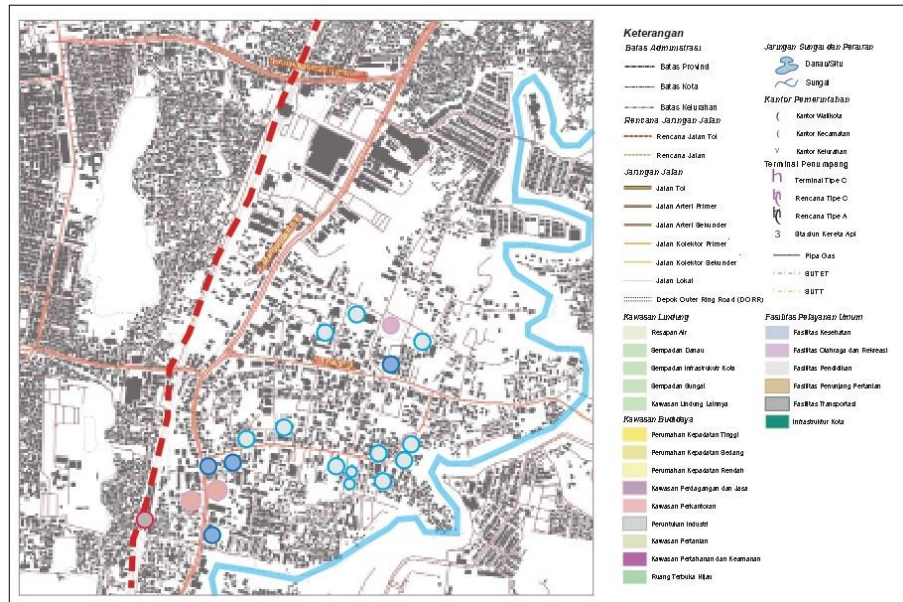 Keterangan
Batas Administrasi
Batas Provinsi
Batas Kota
Batas Kelurahan
Rencana Jaringan Jalan
Rencana Jalan Tol
Rencana Jalan
Jaringan Jalan
Jalan Tol
Jalan Arteri Primer
Jalan Arteri Sekunder
Jalan Kolektor Primer
Jalan Kolektor Sekunder
Jalan Lokal
Depok Outer Ring Road (DORR)
Kawasan Lindung
Resapan Air
Sempadan Danau
Sempadan Infrastrukutr Kota
Sempadan Sungai
Kawasan Lindung Lainnya
Kawasan Budidaya
Perumahan Kepadatan Tinggi
Perumahan Kepadatan Sedang
Perumahan Kepadatan Rendah
Kawasan Perdagangan dan Jasa
Kawasan Perkantoran
Peruntukan Industri
Kawasan Pertanian
Kawasan Pertahanan dan Keamanan
Ruang Terbuka Hijau
Jaringan Sungai dan Perairan
Danau/Situ
Sungai
Kantor Pemerintahan
Kantor Walikota
Kantor Kecamatan
Kantor Kelurahan
Terminal Penumpang
Terminal Tipe C
Rencana Tipe C
Rencana Tipe A
Stasiun Kereta Api
Pipa Gas
SUTET
SUTT
Fasilitas Pelayanan Umum
Fasilitas Kesehatan
Fasilitas Olahraga dan Rekreasi
Fasilitas Pendidikan
Fasilitas Penunjang Pertanian
Fasilitas Transportasi
Infrastruktur Kota